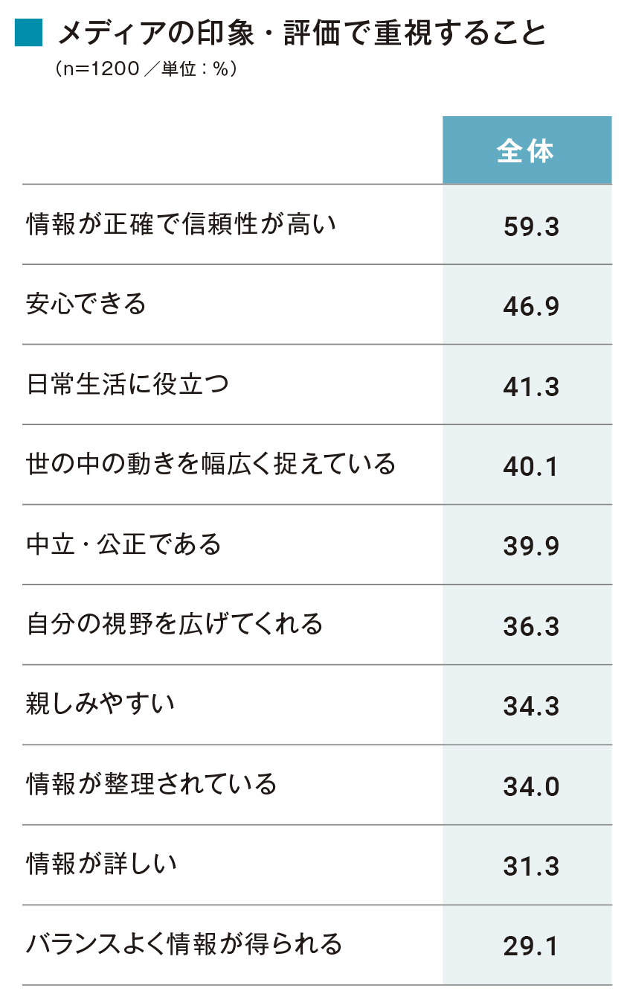 メディアの印象・評価で重視すること
（n=1200／単位：%）
全体
情報が正確で信頼性が高い 59.3
安心できる 46.9
日常生活に役立つ 41.3
世の中の動きを幅広く捉えている 40.1
中立・公正である 39.9
自分の視野を広げてくれる 36.3
親しみやすい 34.3
情報が整理されている 34.0
情報が詳しい 31.3
バランスよく情報が得られる 29.1